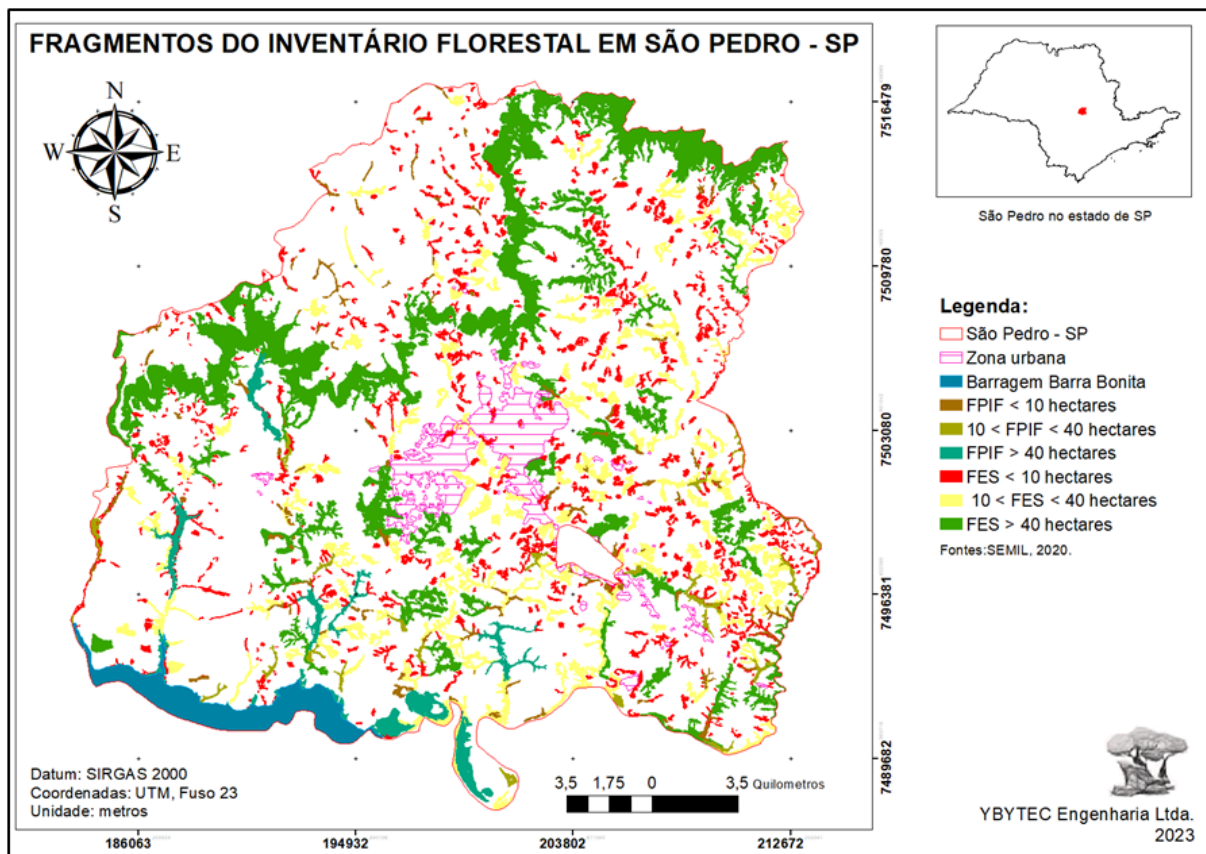 FRAGMENTOS DO INVENTÁRIO FLORESTAL EM SÃO PEDRO - SP
N
W E
S
7516479
7509780
7503080
7496381
7489682
186063 194932 203802 212672
Datum: SIRGAS 2000
Coordenadas: UTM, Fuso 23
Unidade: metros
3,5 1,75 0 3,5 Quilometros
São Pedro no estado de SP
Legenda:
São Pedro - SP
Zona urbana
Barragem Barra Bonita
FPIF < 10 hectares
10 < FPIF < 40 hectares
FPIF > 40 hectares
FES < 10 hectares
10 < FES < 40 hectares
FES > 40 hectares
Fontes:SEMIL, 2020.
YBYTEC Engenharia Ltda.
2023